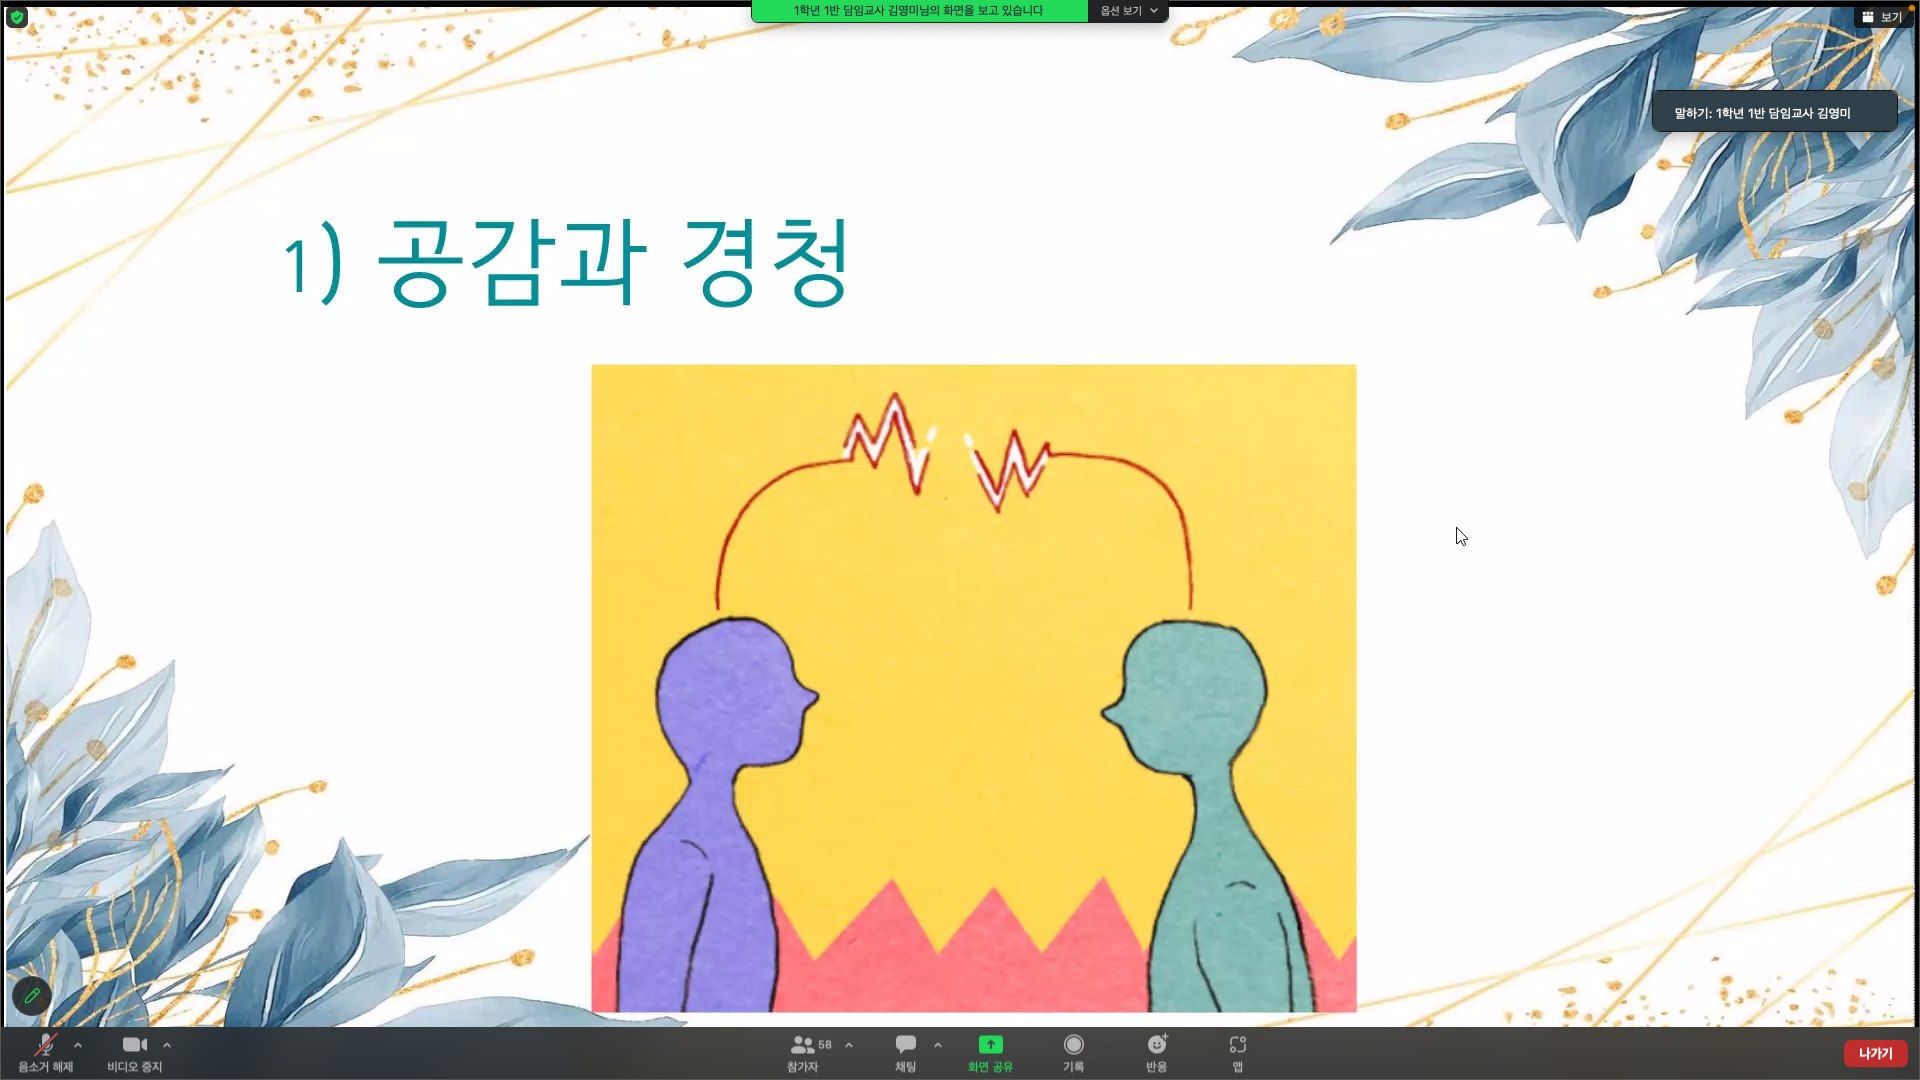 1학년 1반 담임교사 김영미님의 화면을 보고 있습니다
옵션 보기
보기
말하기: 1학년 1반 담임교사 김영미
1) 공감과 경청
음소거 해제
비디오 중지
58
참가자
채팅
화면 공유
기록
반응
앱
나가기